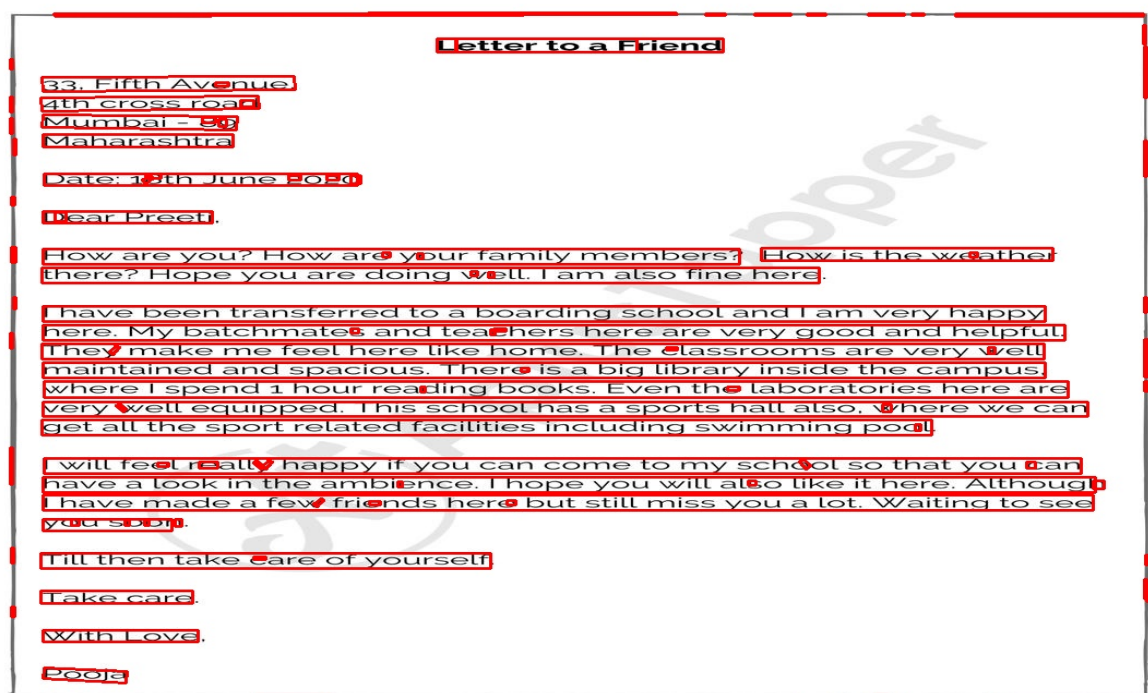 Letter to a Friend
33, Fifth Avenue,
4th cross road
Mumbai - 89
Maharashtra
Date: 18th June 2020
Dear Preeti,
How are you? How are your family members? How is the weather
there? Hope you are doing well. I am also fine here.
I have been transferred to a boarding school and I am very happy
here. My batchmates and teachers here are very good and helpful.
They make me feel here like home. The classrooms are very well
maintained and spacious. There is a big library inside the campus,
where I spend 1 hour reading books. Even the laboratories here are
very well equipped. This school has a sports hall also, where we can
get all the sport related facilities including swimming pool.
I will feel really happy if you can come to my school so that you can
have a look in the ambience. I hope you will also like it here. Although
I have made a few friends here but still miss you a lot. Waiting to see
you soon.
Till then take care of yourself.
Take care.
With Love,
Pooja